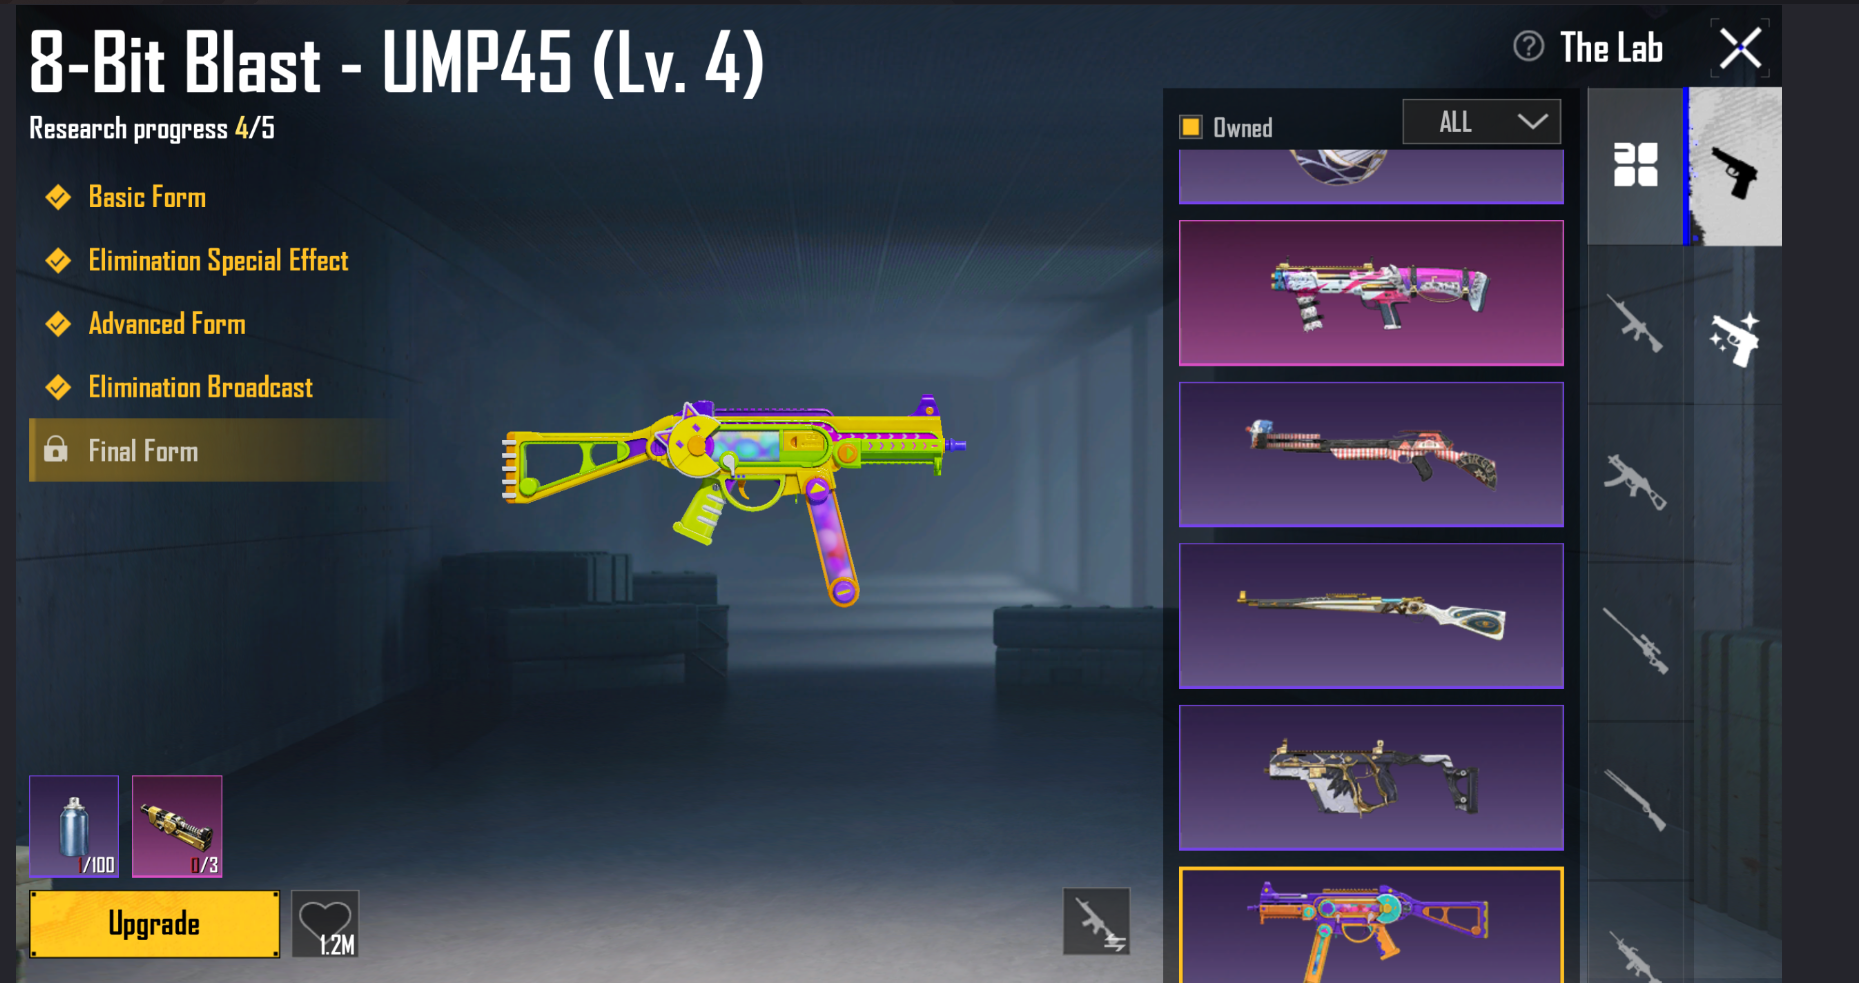 8-Bit Blast - UMP45 (Lv. 4)
Research progress 4/5
Basic Form
Elimination Special Effect
Advanced Form
Elimination Broadcast
Final Form
1/100
0/3
Upgrade
1.2M
? The Lab
Owned
ALL